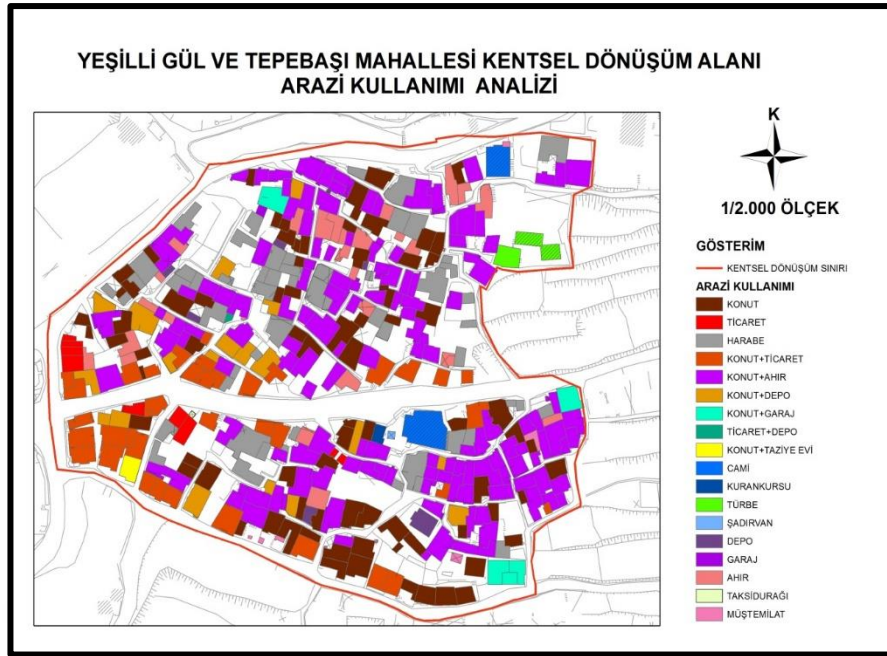 YEŞİLLİ GÜL VE TEPEBAŞI MAHALLESİ KENTSEL DÖNÜŞÜM ALANI
ARAZİ KULLANIMI ANALİZİ
K
1/2.000 ÖLÇEK
GÖSTERİM
KENTSEL DÖNÜŞÜM SINIRI
ARAZİ KULLANIMI
KONUT
TİCARET
HARABE
KONUT+TİCARET
KONUT+AHIR
KONUT+DEPO
KONUT+GARAJ
TİCARET+DEPO
KONUT+TAZİYE EVİ
CAMİ
KURANKURSU
TÜRBE
ŞADIRVAN
DEPO
GARAJ
AHIR
TAKSİDURAĞI
MÜŞTEMİLAT